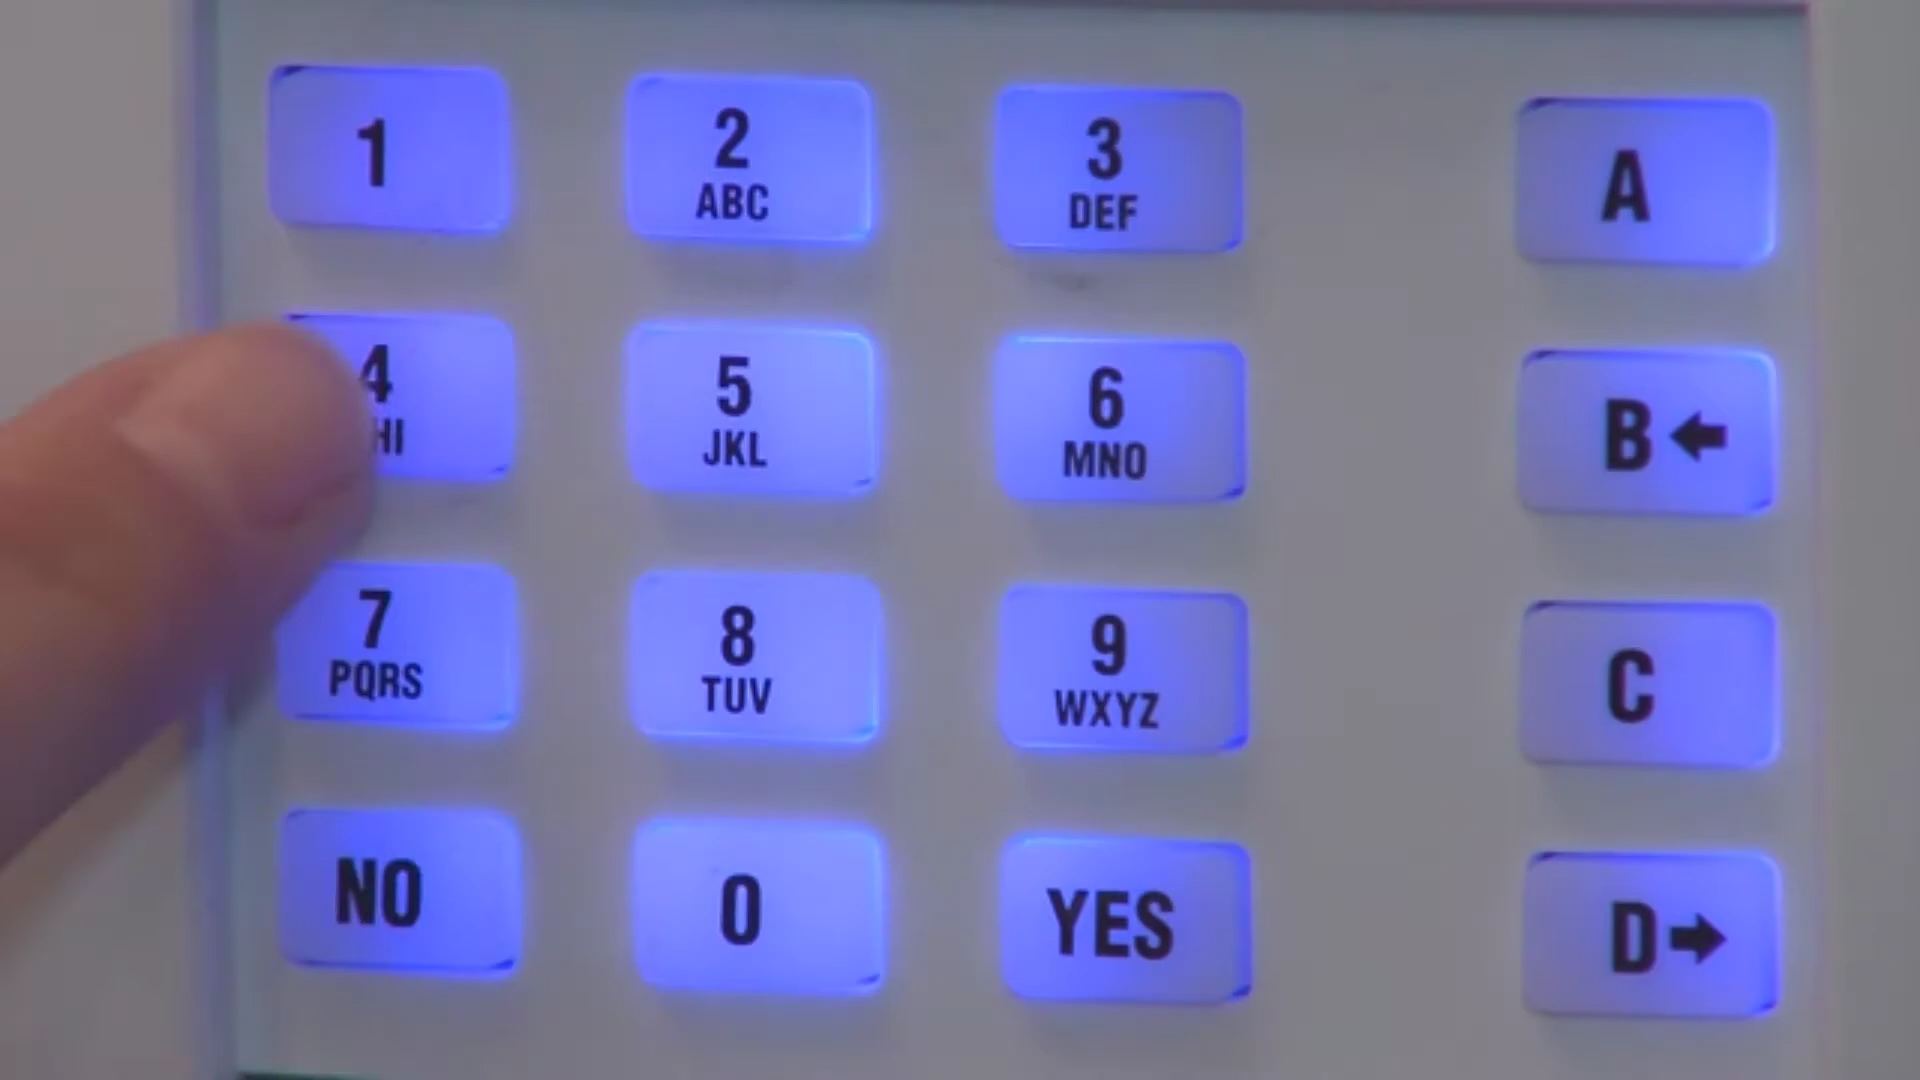 1
2
ABC
3
DEF
A
4
HI
5
JKL
6
MNO
B ←
7
PQRS
8
TUV
9
WXYZ
C
NO
0
YES
D →